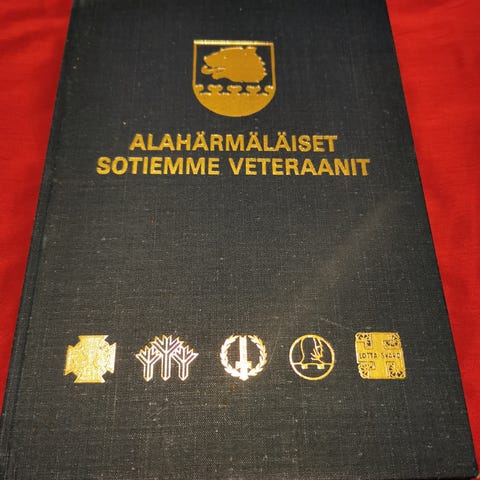 ALAHÄRMÄLÄISET
SOTIEMME VETERAANIT
LOTTA SVÄRD